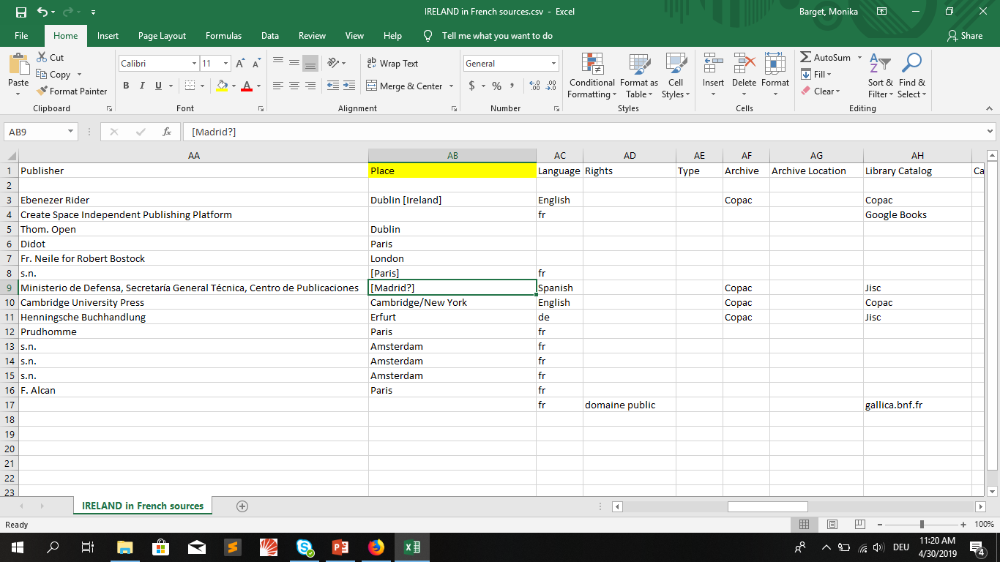 IRELAND in French sources.csv - Excel
Barget, Monika
File Home Insert Page Layout Formulas Data Review View Help Tell me what you want to do Share
Paste
Cut
Copy
Format Painter
Clipboard
Calibri 11
B I U
Font
Wrap Text
Merge & Center
Alignment
General
$ % ,
Number
Conditional Formatting
Format as Table
Cell Styles
Styles
Insert Delete Format
Cells
AutoSum
Fill
Clear
Sort & Filter
Find & Select
Editing
AB9 fx [Madrid?]
AA AB AC AD AE AF AG AH
1 Publisher Place Language Rights Type Archive Archive Location Library Catalog Ca
2
3 Ebenezer Rider Dublin [Ireland] English Copac Copac
4 Create Space Independent Publishing Platform fr Google Books
5 Thom. Open Dublin
6 Didot Paris
7 Fr. Neile for Robert Bostock London
8 s.n. [Paris] fr
9 Ministerio de Defensa, Secretaría General Técnica, Centro de Publicaciones [Madrid?] Spanish Copac Jisc
10 Cambridge University Press Cambridge/New York English Copac Copac
11 Henningsche Buchhandlung Erfurt de Copac Jisc
12 Prudhomme Paris fr
13 s.n. Amsterdam fr
14 s.n. Amsterdam fr
15 s.n. Amsterdam fr
16 F. Alcan Paris fr
17 fr domaine public gallica.bnf.fr
18
19
20
21
22
23
IRELAND in French sources
Ready
100%
DEU
11:20 AM
4/30/2019
4